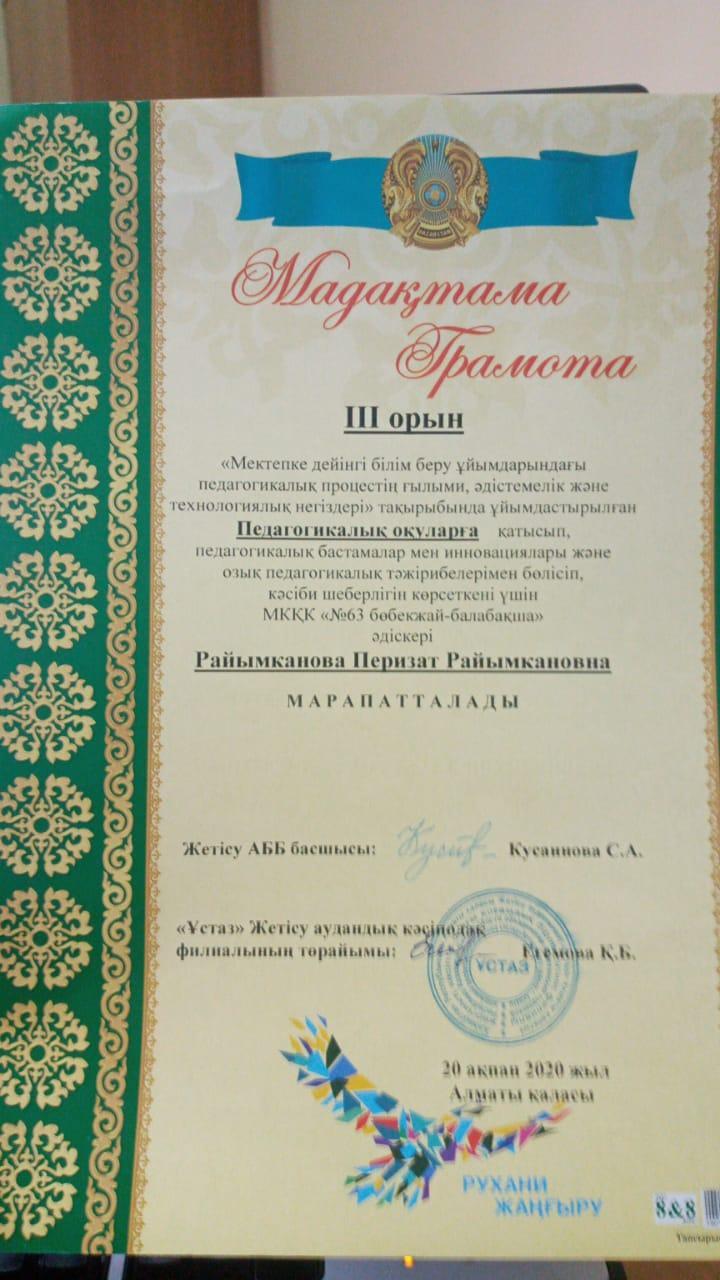 ҚАЗАҚСТАН
Мадақтама
Грамота
III орын
«Мектепке дейінгі білім беру ұйымдарындағы
педагогикалық процестің ғылыми, әдістемелік және
технологиялық негіздері» тақырыбында ұйымдастырылған
Педагогикалық оқуларға қатысып,
педагогикалық бастамалар мен инновациялары және
озық педагогикалық тәжірибелерімен бөлісіп,
кәсіби шеберлігін көрсеткені үшін
МКҚК «№63 бөбекжай-балабақша»
әдіскері
Райымканова Перизат Райымкановна
МАРАПАТТАЛАДЫ
Жетісу АББ басшысы: Кусаинова С.А.
«Ұстаз» Жетісу аудандық кәсіподақ
филиалының төрайымы: Егемова Қ.Б.
ҰСТАЗ
20 ақпан 2020 жыл
Алматы қаласы
РУХАНИ
ЖАҢҒЫРУ
8&8